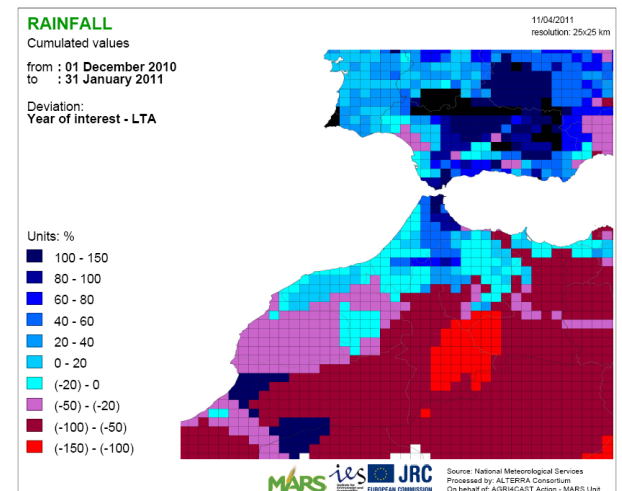 RAINFALL
Cumulated values
from : 01 December 2010
to : 31 January 2011
Deviation:
Year of interest - LTA
11/04/2011
resolution: 25x25 km
Units: %
100 - 150
80 - 100
60 - 80
40 - 60
20 - 40
0 - 20
(-20) - 0
(-50) - (-20)
(-100) - (-50)
(-150) - (-100)
MARS
ies
JRC
EUROPEAN COMMISSION
Source: National Meteorological Services
Processed by: ALTERRA Consortium
On behalf of: AGRI4CAST Action - MARS Unit